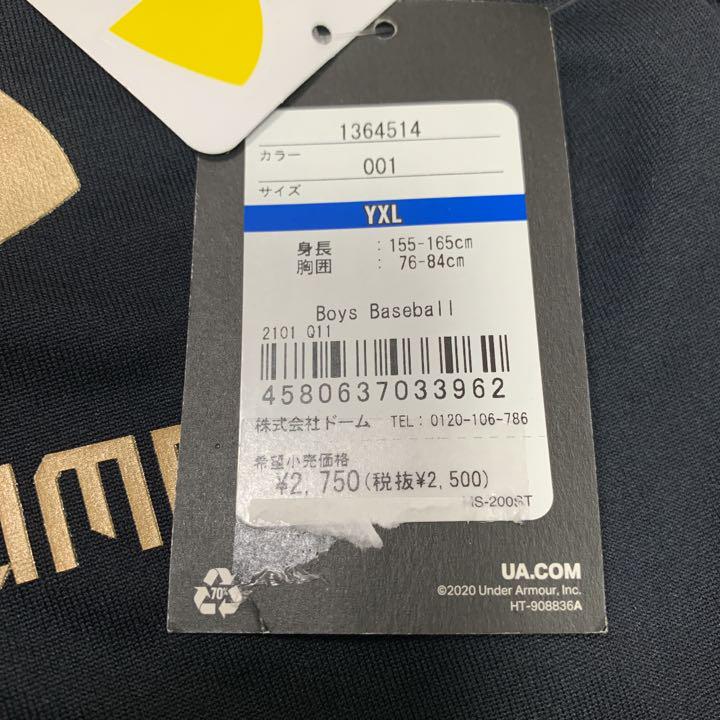 1364514
カラー
001
サイズ
YXL
身長 : 155-165cm
胸囲 : 76-84cm
Boys Baseball
2101 Q11
4580637033962
株式会社ドーム TEL: 0120-106-786
希望小売価格
¥2,750(税抜¥2,500)
MS-200ST
70%
UA.COM
©2020 Under Armour, Inc.
HT-908836A